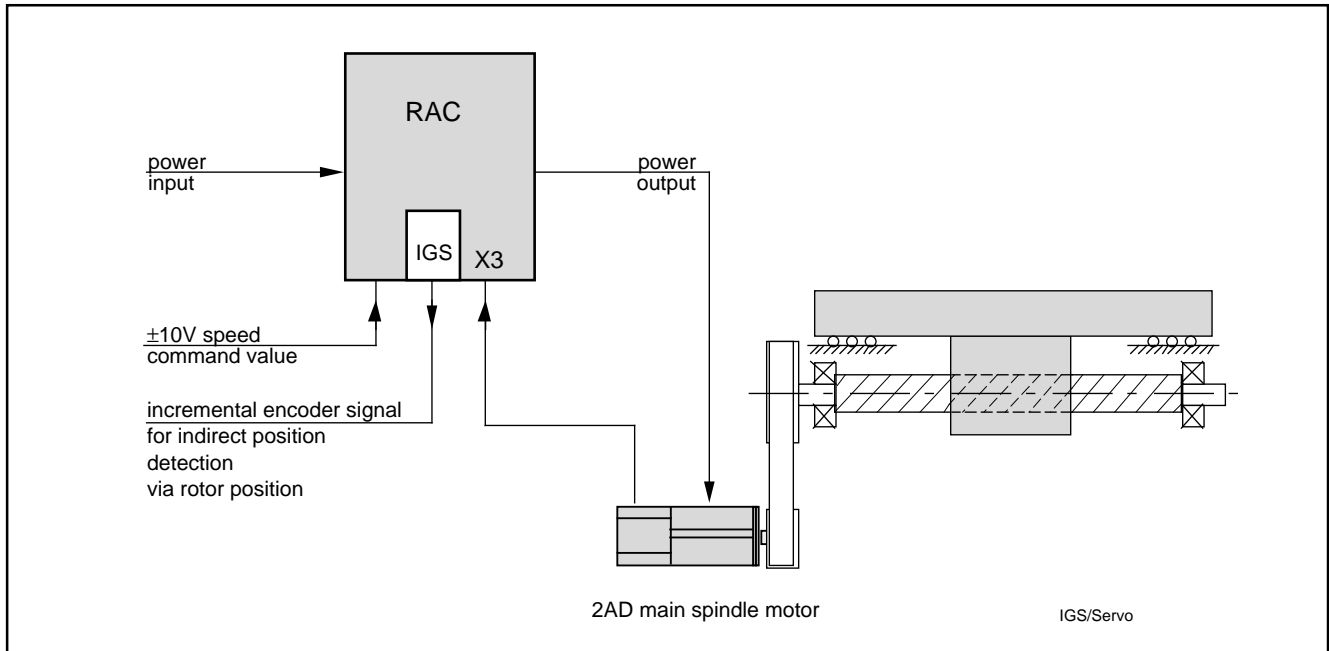 RAC
power
input
power
output
IGS
X3
±10V speed
command value
incremental encoder signal
for indirect position
detection
via rotor position
2AD main spindle motor
IGS/Servo